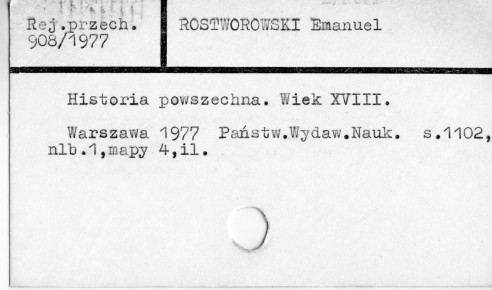 Rej.przech. ROSTWOROWSKI Emanuel
908/1977
Historia powszechna. Wiek XVIII.
Warszawa 1977 Państw.Wydaw.Nauk. s.1102,
nlb.1,mapy 4,il.